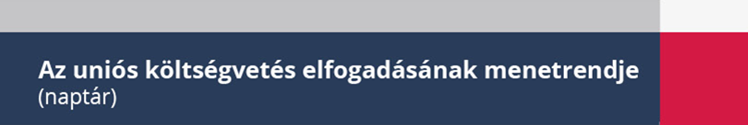 Az uniós költségvetés elfogadásának menetrendje
(naptár)